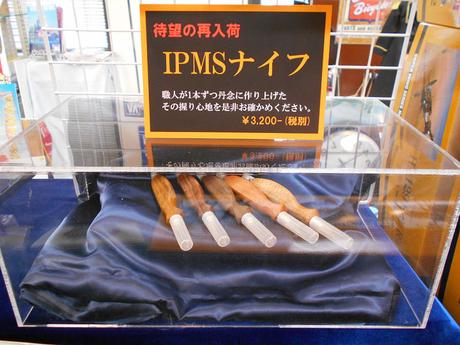 待望の再入荷
IPMSナイフ
職人が1本ずつ丹念に作り上げた
その握り心地を是非お確かめください。
¥3,200-(税別)